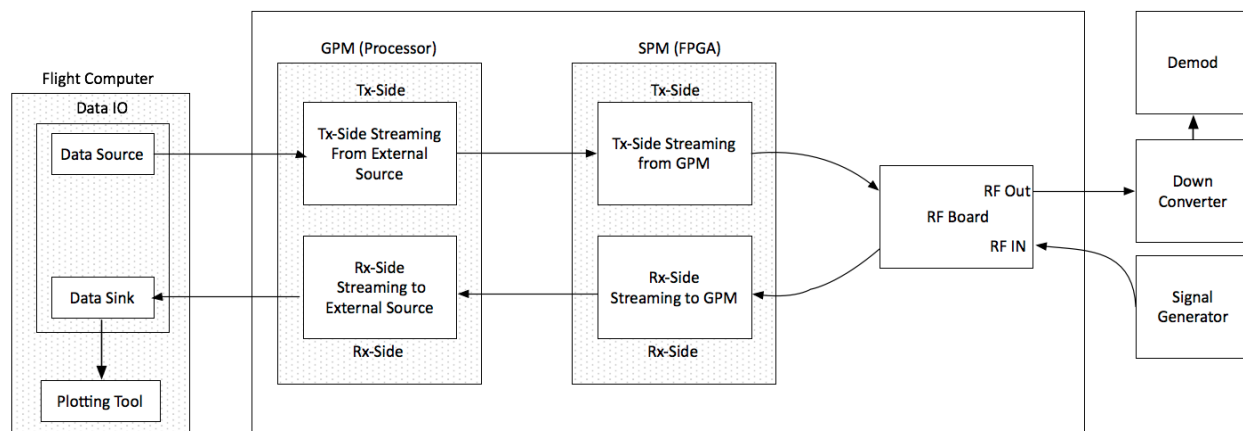 Flight Computer
Data IO
Data Source
Data Sink
Plotting Tool
GPM (Processor)
Tx-Side
Tx-Side Streaming
From External
Source
Rx-Side
Streaming to
External Source
Rx-Side
SPM (FPGA)
Tx-Side
Tx-Side Streaming
from GPM
Rx-Side
Streaming to GPM
Rx-Side
RF Out
RF Board
RF IN
Demod
Down
Converter
Signal
Generator